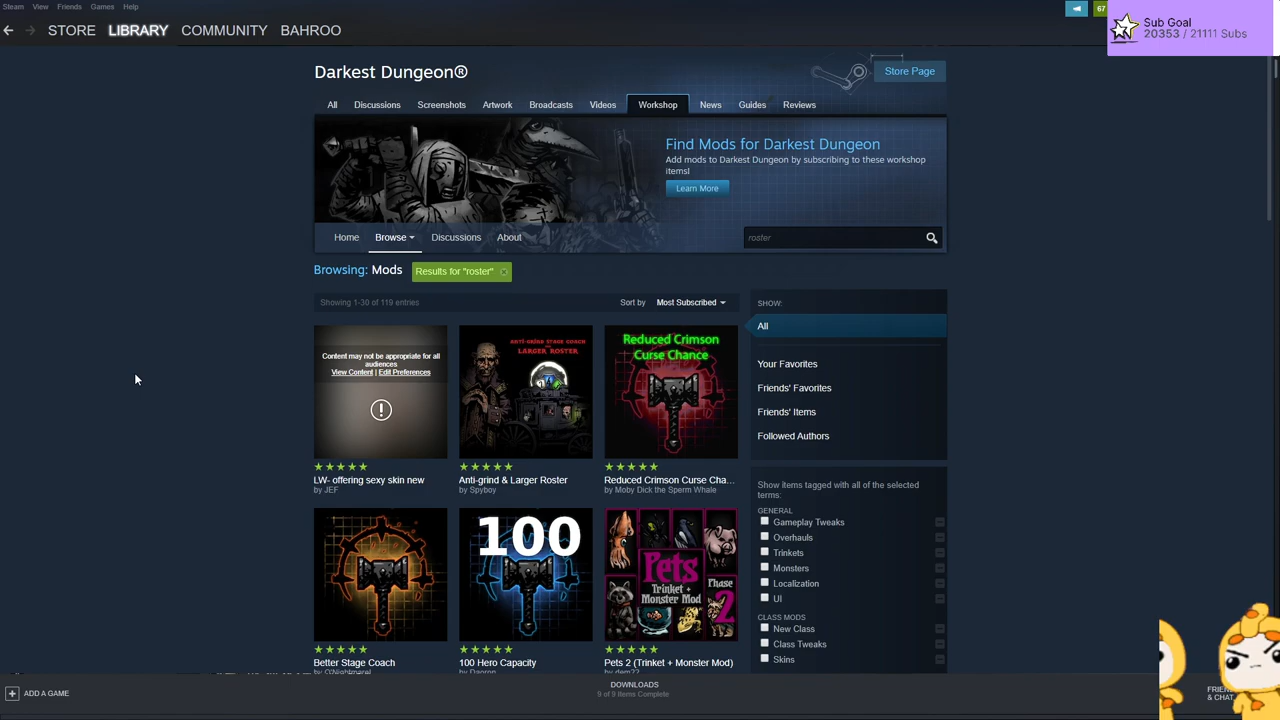 Steam View Friends Games Help
67
Sub Goal
20353 / 21111 Subs
STORE LIBRARY COMMUNITY BAHROO
Darkest Dungeon®
Store Page
All Discussions Screenshots Artwork Broadcasts Videos Workshop News Guides Reviews
Find Mods for Darkest Dungeon
Add mods to Darkest Dungeon by subscribing to these workshop
items!
Learn More
Home Browse Discussions About
roster
Browsing: Mods Results for "roster"
Showing 1-30 of 119 entries
Sort by Most Subscribed
SHOW:
All
Your Favorites
Friends' Favorites
Friends' Items
Followed Authors
Content may not be appropriate for all
audiences
View Content | Edit Preferences
ANTI-GRIND STAGE COACH
LARGER ROSTER
Reduced Crimson
Curse Chance
LW- offering sexy skin new
by JEF
Anti-grind & Larger Roster
by Spyboy
Reduced Crimson Curse Cha...
by Moby Dick the Sperm Whale
100
Pets
Trinket +
Monster Mod
Phase
2
Better Stage Coach
100 Hero Capacity
Pets 2 (Trinket + Monster Mod)
Show items tagged with all of the selected
terms:
GENERAL
Gameplay Tweaks
Overhauls
Trinkets
Monsters
Localization
UI
CLASS MODS
New Class
Class Tweaks
Skins
ADD A GAME
DOWNLOADS
9 of 9 Items Complete
FRIE
& CHAT